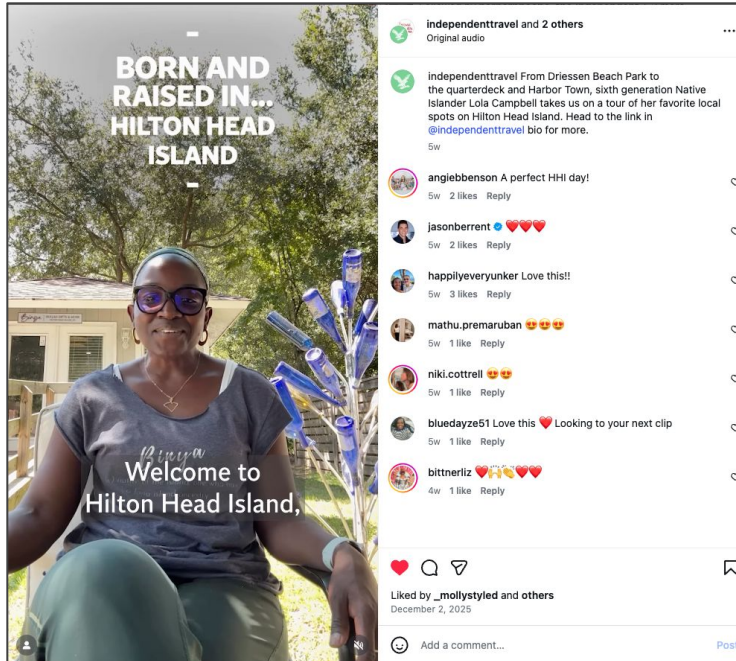 BORN AND
RAISED IN...
HILTON HEAD
ISLAND
Binya
Binya
Welcome to
Hilton Head Island,
independenttravel and 2 others
Original audio
independenttravel From Driessen Beach Park to
the quarterdeck and Harbor Town, sixth generation Native
Islander Lola Campbell takes us on a tour of her favorite local
spots on Hilton Head Island. Head to the link in
@independenttravel bio for more.
5w
angiebbenson A perfect HHI day!
5w 2 likes Reply
jasonberrent ❤️❤️❤️
5w 2 likes Reply
happilyeveryunker Love this!!
5w 3 likes Reply
mathu.premaruban 😍😍😍
5w 1 like Reply
niki.cottrell 😍😍
5w 1 like Reply
bluedayze51 Love this ❤️ Looking to your next clip
5w 1 like Reply
bittnerliz ❤️🙌👏❤️❤️
4w 1 like Reply
Liked by _mollystyled and others
December 2, 2025
Add a comment...
Post